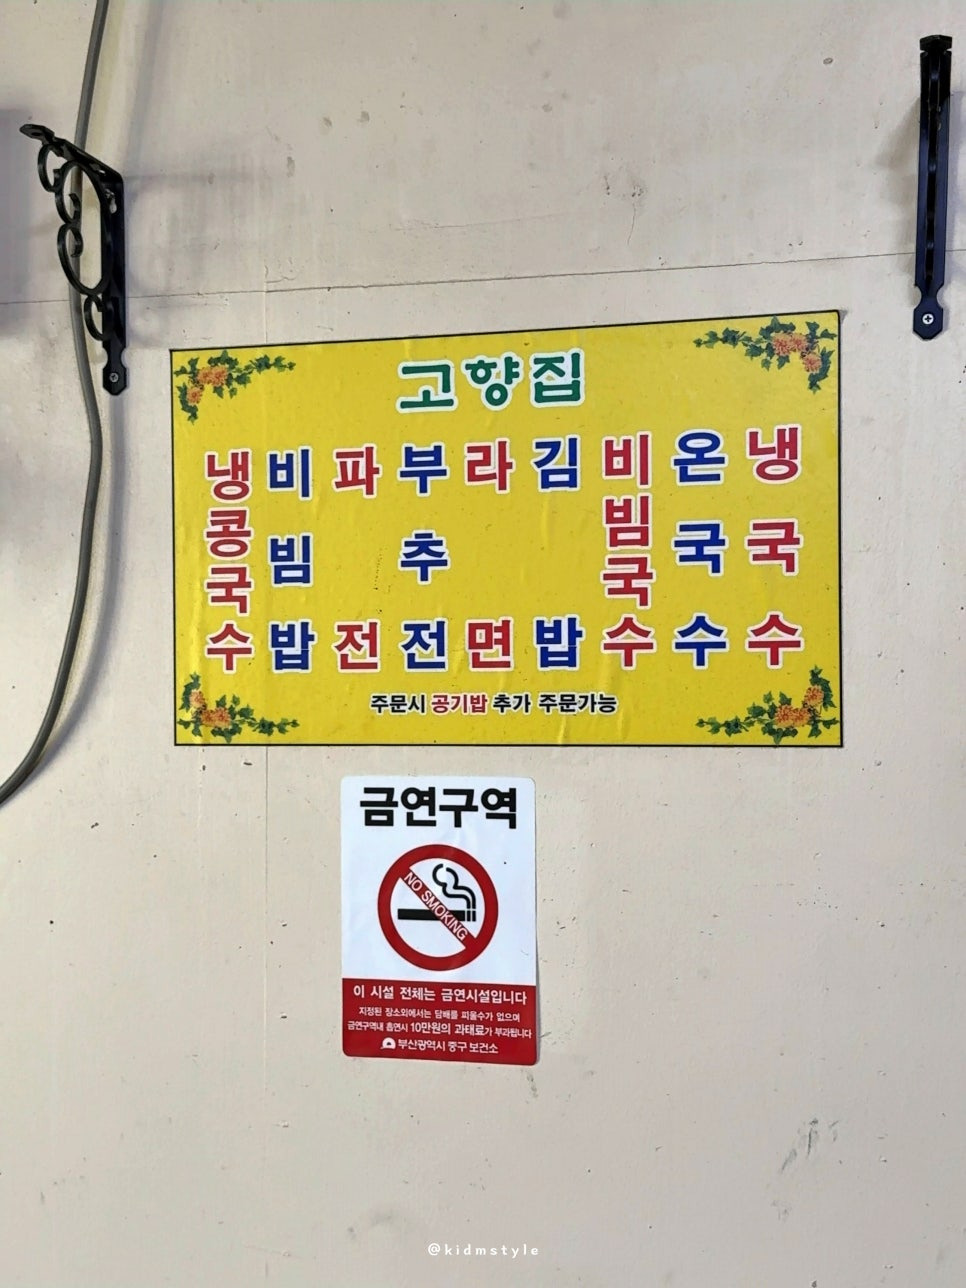 고향집
냉콩국수
비빔밥
파전
부추전
라면
김밥
비빔국수
온국수
냉국수
주문시 공기밥 추가 주문가능
금연구역
NO SMOKING
이 시설 전체는 금연시설입니다
지정된 장소외에서는 담배를 피울수가 없으며
금연구역내 흡연시 10만원의 과태료가 부과됩니다
부산광역시 중구 보건소
@kidmstyle